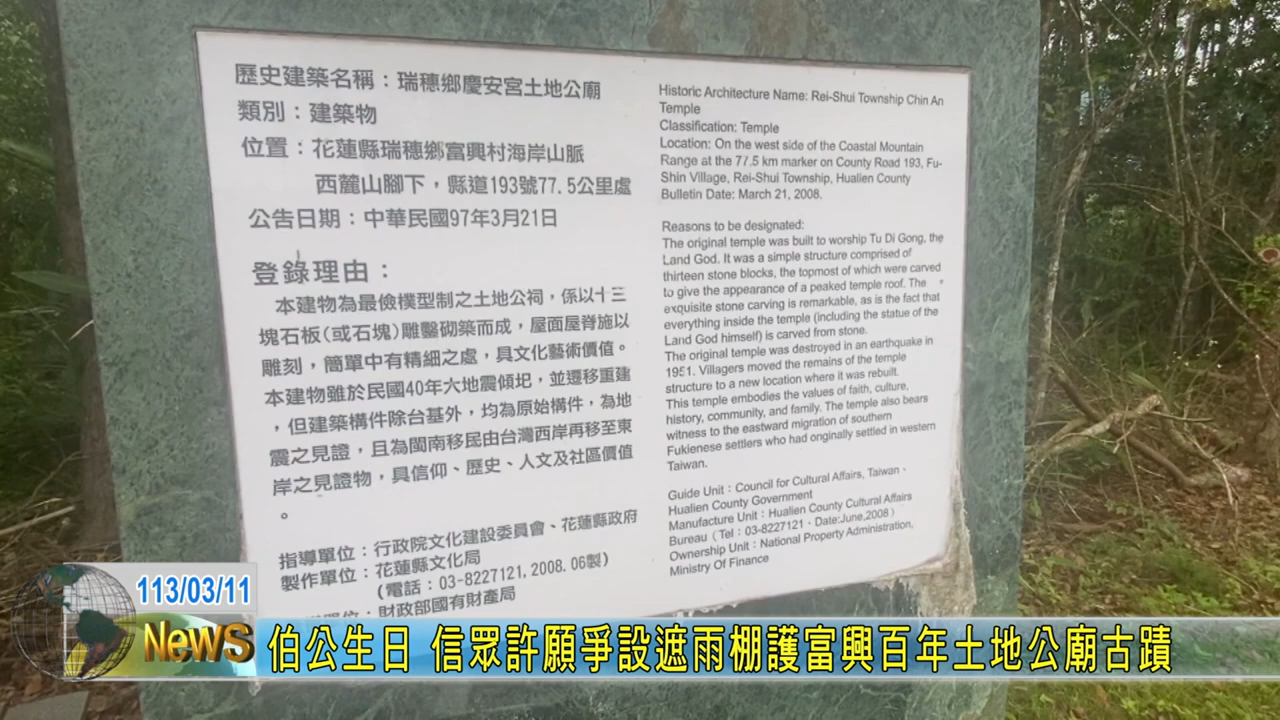 歷史建築名稱：瑞穗鄉慶安宮土地公廟
類別：建築物
位置：花蓮縣瑞穗鄉富興村海岸山脈
西麓山腳下，縣道193號77.5公里處
公告日期：中華民國97年3月21日
登錄理由：
本建物為最儉樸型制之土地公祠，係以十三
塊石板(或石塊)雕鑿砌築而成，屋面屋脊施以
雕刻，簡單中有精細之處，具文化藝術價值。
本建物雖於民國40年六地震傾圯，並遷移重建
，但建築構件除台基外，均為原始構件，為地
震之見證，且為閩南移民由台灣西岸再移至東
岸之見證物，具信仰、歷史、人文及社區價值
。
指導單位：行政院文化建設委員會、花蓮縣政府
製作單位：花蓮縣文化局
(電話：03-8227121,2008.06製)
單位：財政部國有財產局
Historic Architecture Name: Rei-Shui Township Chin An
Temple
Classification: Temple
Location: On the west side of the Coastal Mountain
Range at the 77.5 km marker on County Road 193, Fu-
Shin Village, Rei-Shui Township, Hualien County
Bulletin Date: March 21, 2008.
Reasons to be designated:
The original temple was built to worship Tu Di Gong, the
Land God. It was a simple structure comprised of
thirteen stone blocks, the topmost of which were carved
to give the appearance of a peaked temple roof. The
exquisite stone carving is remarkable, as is the fact that
everything inside the temple (including the statue of the
Land God himself) is carved from stone.
The original temple was destroyed in an earthquake in
1951. Villagers moved the remains of the temple
structure to a new location where it was rebuilt.
This temple embodies the values of faith, culture,
history, community, and family. The temple also bears
witness to the eastward migration of southern
Fukienese settlers who had originally settled in western
Taiwan.
Guide Unit：Council for Cultural Affairs, Taiwan、
Hualien County Government
Manufacture Unit：Hualien County Cultural Affairs
Bureau（Tel：03-8227121、Date:June,2008）
Ownership Unit：National Property Administration,
Ministry Of Finance
113/03/11
NewS
伯公生日 信眾許願爭設遮雨棚護富興百年土地公廟古蹟